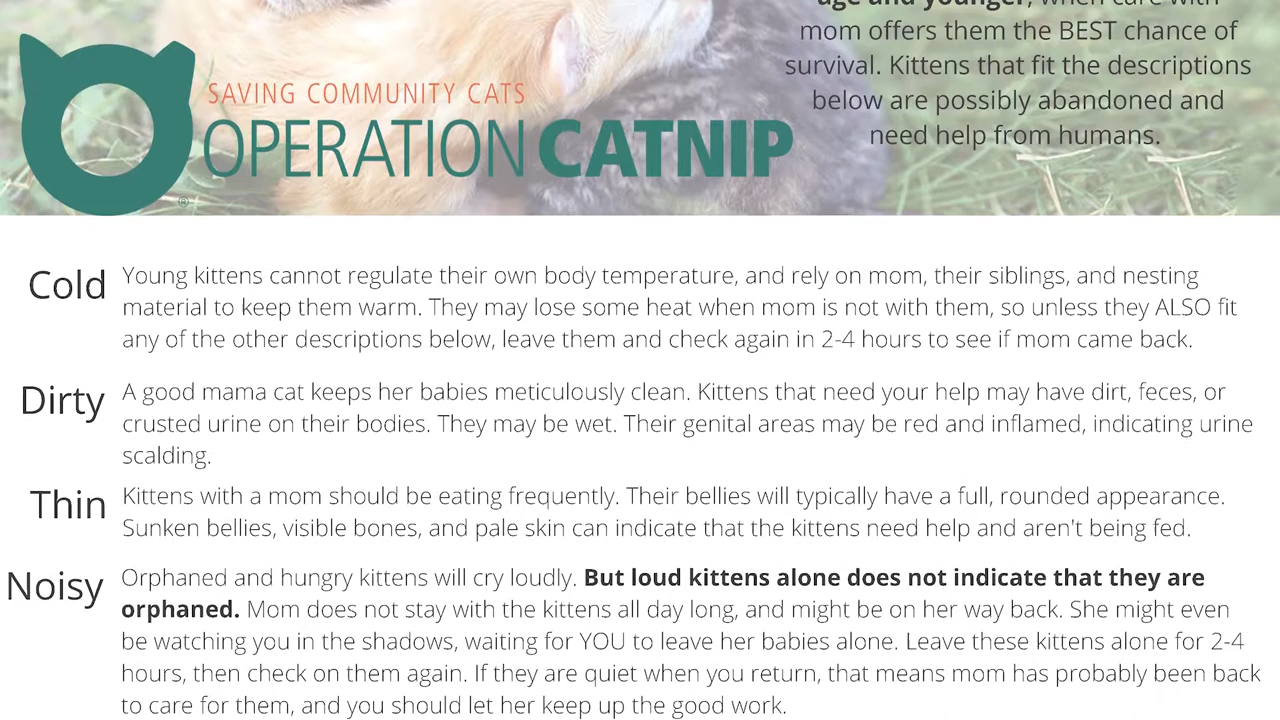 age and younger, when care with
mom offers them the BEST chance of
survival. Kittens that fit the descriptions
below are possibly abandoned and
need help from humans.
SAVING COMMUNITY CATS
OPERATION CATNIP
®
Cold
Young kittens cannot regulate their own body temperature, and rely on mom, their siblings, and nesting
material to keep them warm. They may lose some heat when mom is not with them, so unless they ALSO fit
any of the other descriptions below, leave them and check again in 2-4 hours to see if mom came back.
Dirty
A good mama cat keeps her babies meticulously clean. Kittens that need your help may have dirt, feces, or
crusted urine on their bodies. They may be wet. Their genital areas may be red and inflamed, indicating urine
scalding.
Thin
Kittens with a mom should be eating frequently. Their bellies will typically have a full, rounded appearance.
Sunken bellies, visible bones, and pale skin can indicate that the kittens need help and aren't being fed.
Noisy
Orphaned and hungry kittens will cry loudly. But loud kittens alone does not indicate that they are
orphaned. Mom does not stay with the kittens all day long, and might be on her way back. She might even
be watching you in the shadows, waiting for YOU to leave her babies alone. Leave these kittens alone for 2-4
hours, then check on them again. If they are quiet when you return, that means mom has probably been back
to care for them, and you should let her keep up the good work.